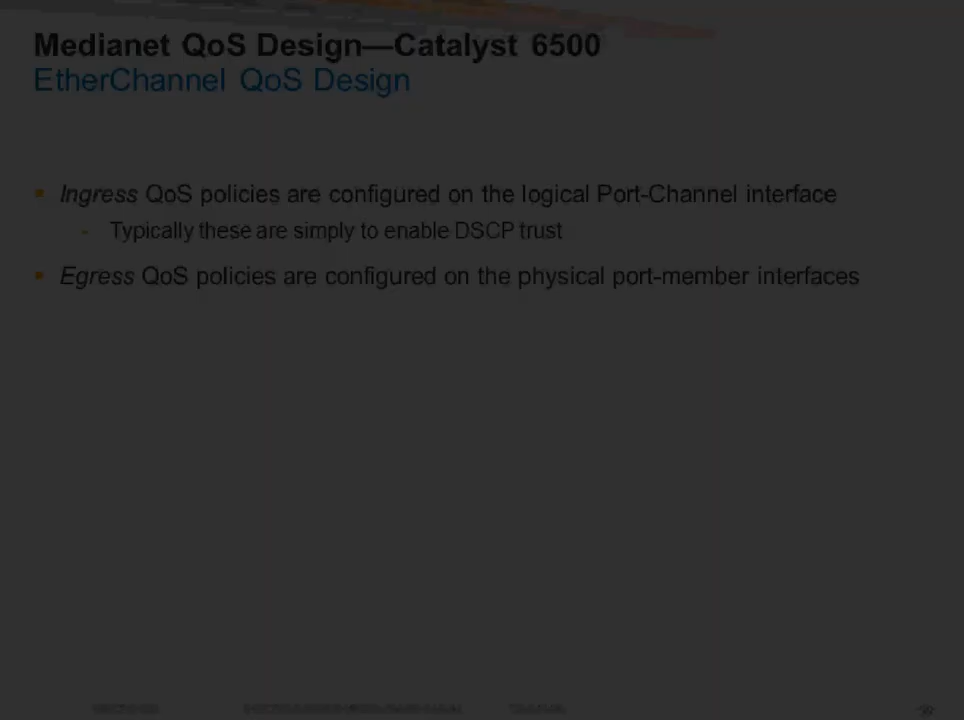 Medianet QoS Design—Catalyst 6500
EtherChannel QoS Design
Ingress QoS policies are configured on the logical Port-Channel interface
Typically these are simply to enable DSCP trust
Egress QoS policies are configured on the physical port-member interfaces